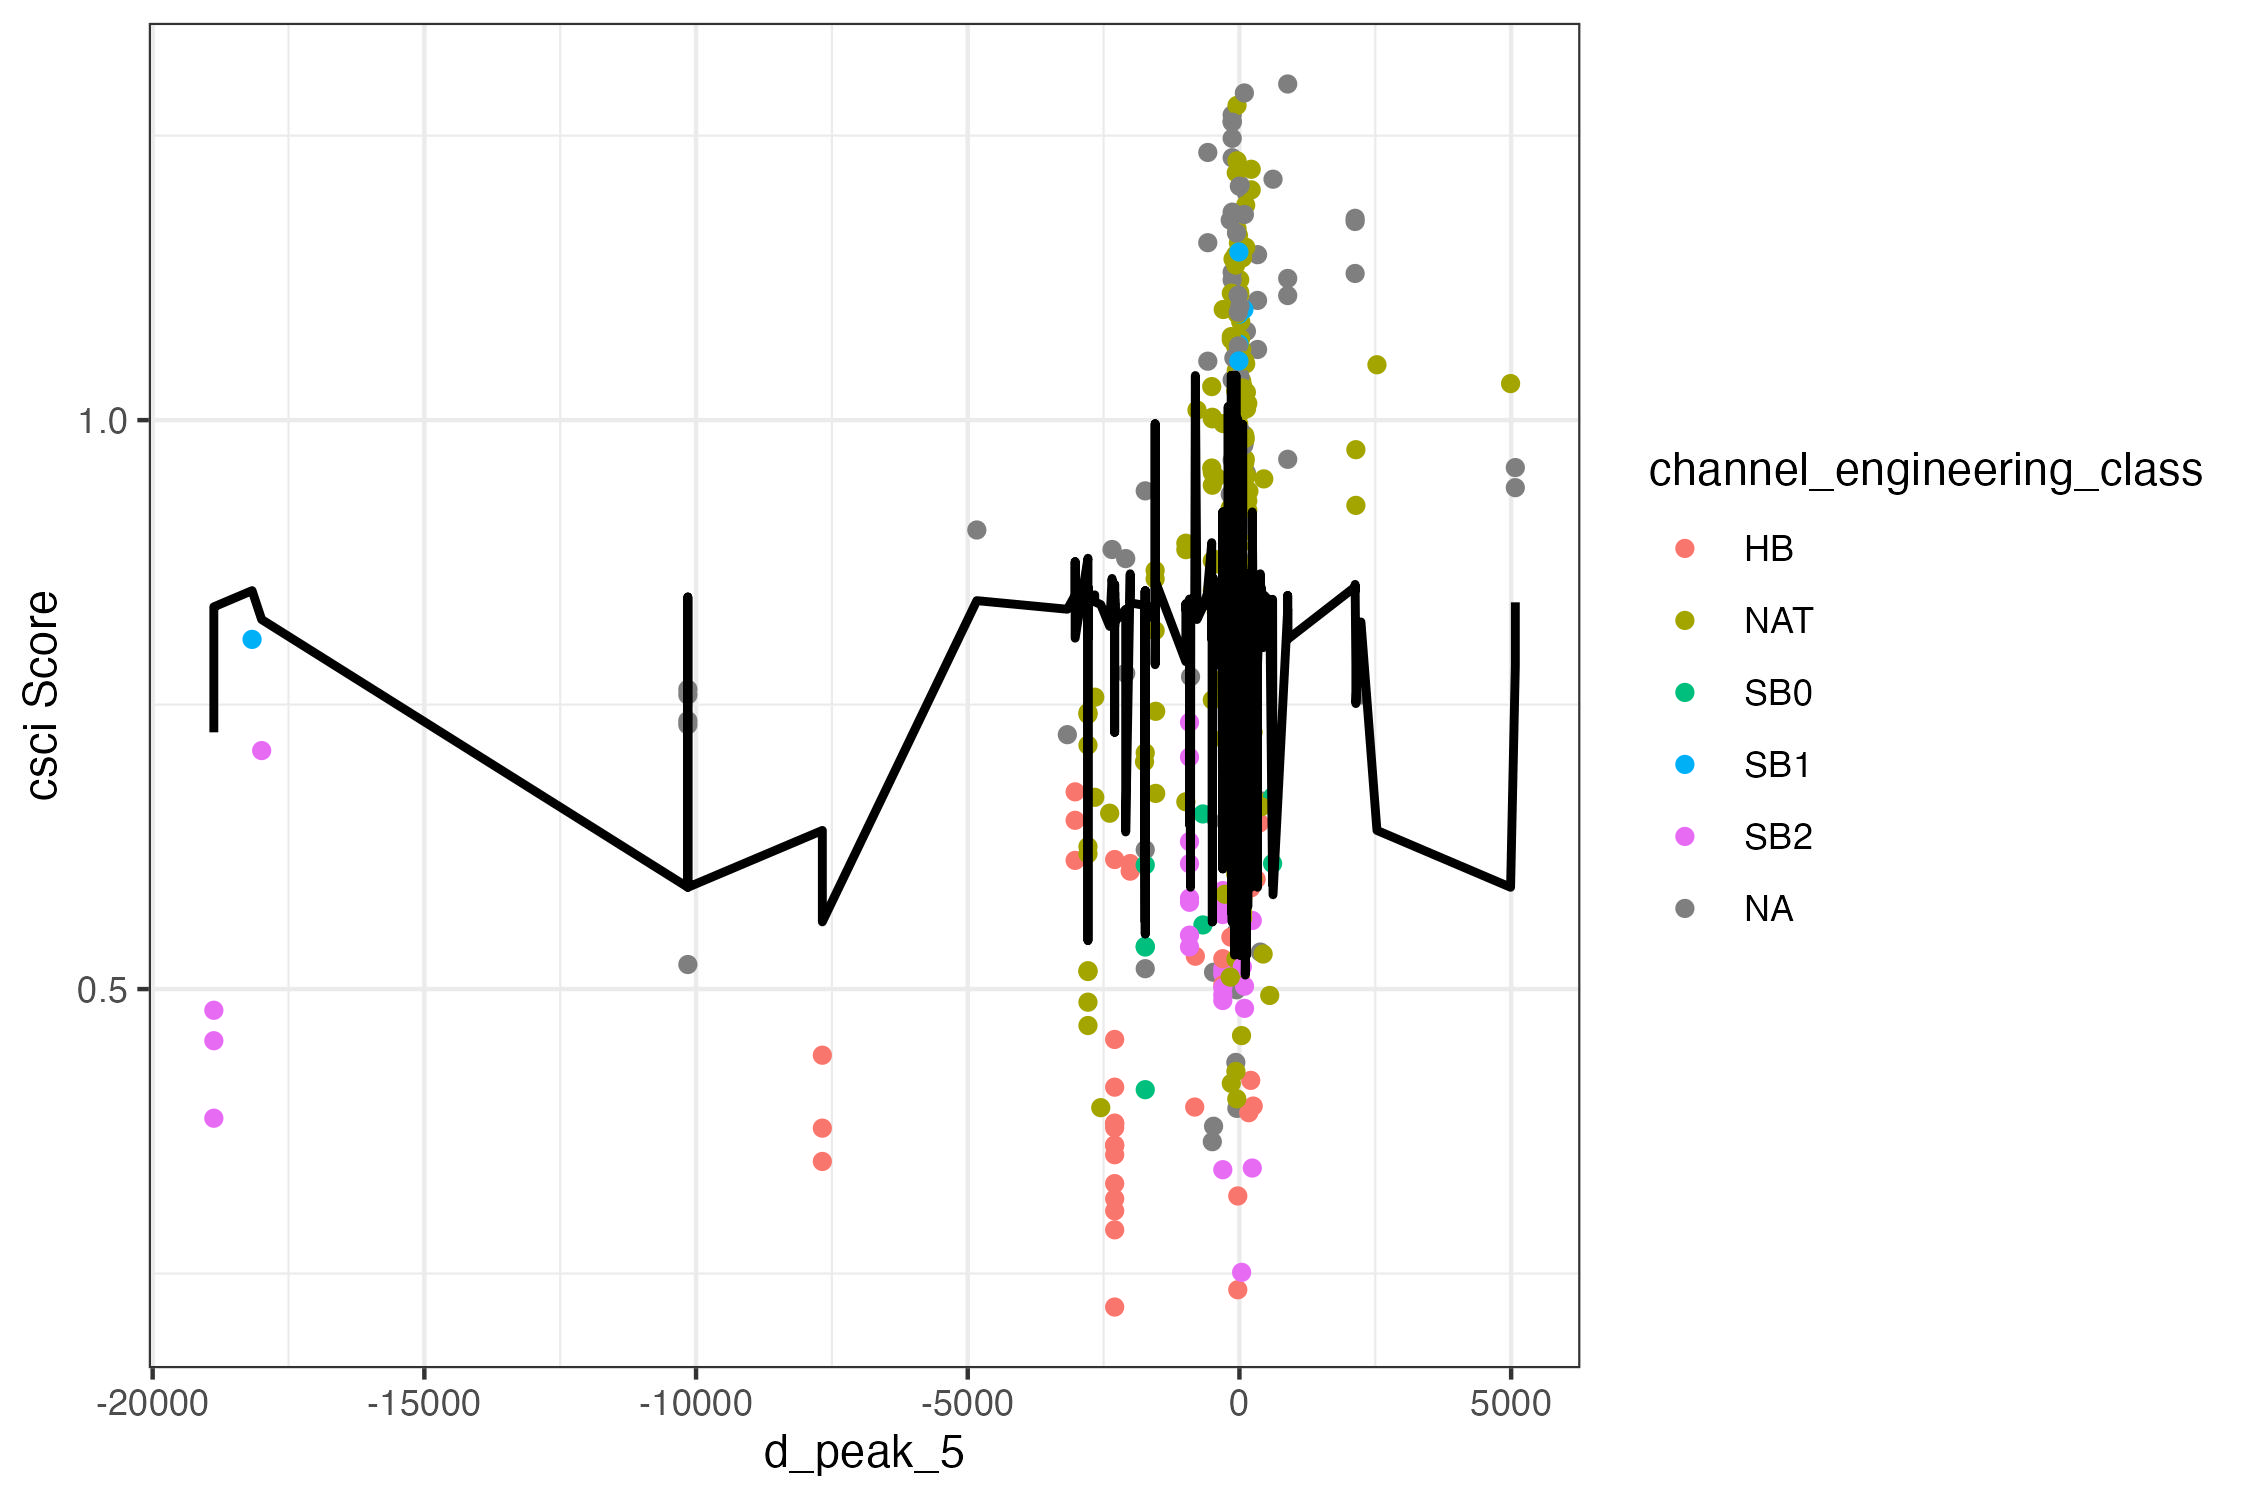 csci Score
1.0
0.5
-20000 -15000 -10000 -5000 0 5000
d_peak_5
channel_engineering_class
HB
NAT
SB0
SB1
SB2
NA